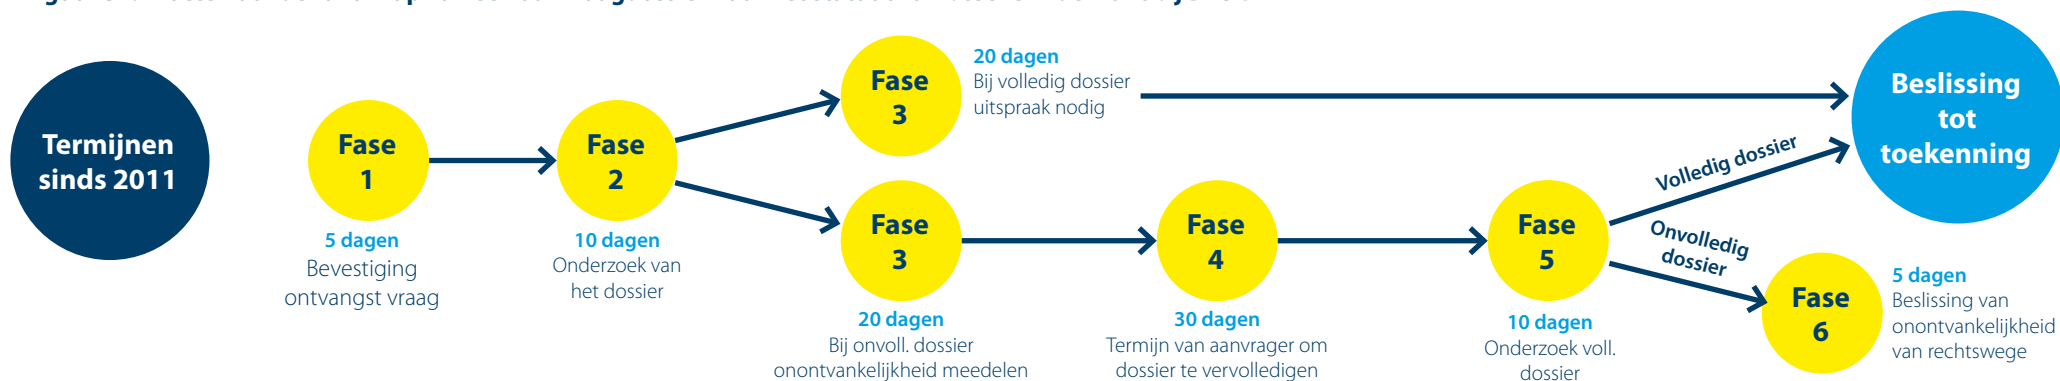 Termijnen
sinds 2011
Fase
1
5 dagen
Bevestiging
ontvangst vraag
Fase
2
10 dagen
Onderzoek van
het dossier
Fase
3
20 dagen
Bij volledig dossier
uitspraak nodig
Fase
3
20 dagen
Bij onvoll. dossier
onontvankelijkheid meedelen
Fase
4
30 dagen
Termijn van aanvrager om
dossier te vervolledigen
Fase
5
10 dagen
Onderzoek voll.
dossier
Volledig dossier
Onvolledig
dossier
Beslissing
tot
toekenning
Fase
6
5 dagen
Beslissing van
onontvankelijkheid
van rechtswege